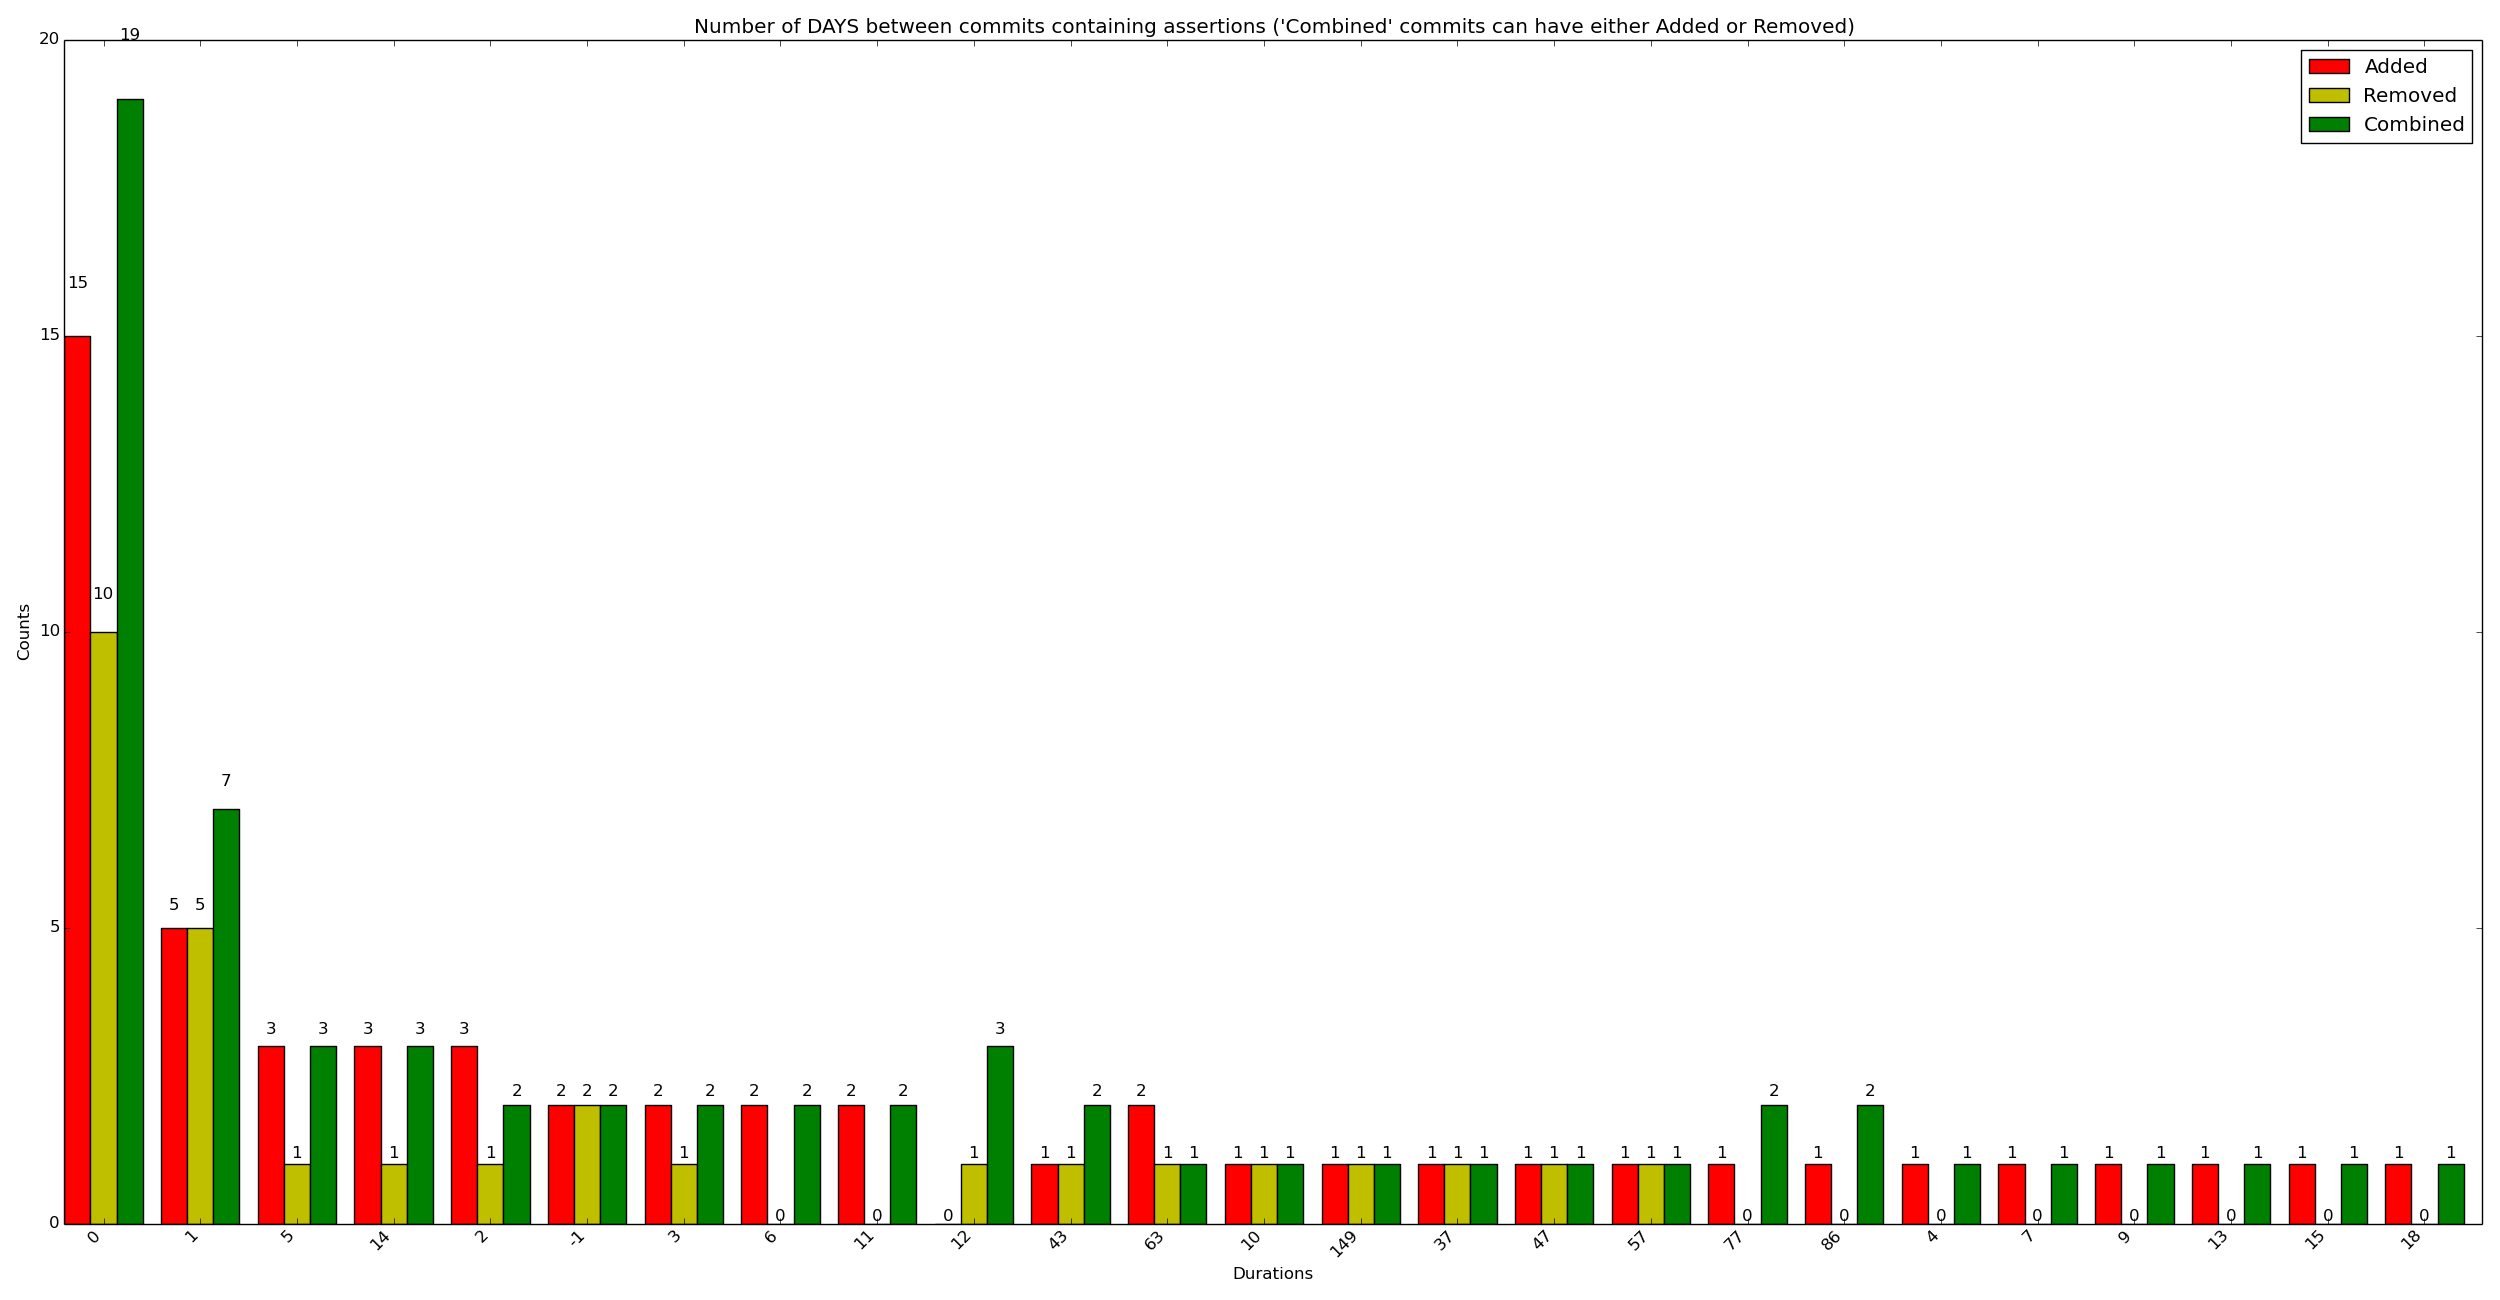 Number of DAYS between commits containing assertions ('Combined' commits can have either Added or Removed)
Added
Removed
Combined
Counts
20
15
10
5
0
15 10 19
5 5 7
3 1 3
3 1 3
3 1 2
2 2 2
2 1 2
2 0 2
2 0 2
0 1 3
1 1 2
2 1 1
1 1 1
1 1 1
1 1 1
1 1 1
1 1 1
1 0 2
1 0 2
1 0 1
1 0 1
1 0 1
1 0 1
1 0 1
1 0 1
0 1 5 14 2 -1 3 6 11 12 43 63 10 149 37 47 57 77 86 4 7 9 13 15 18
Durations